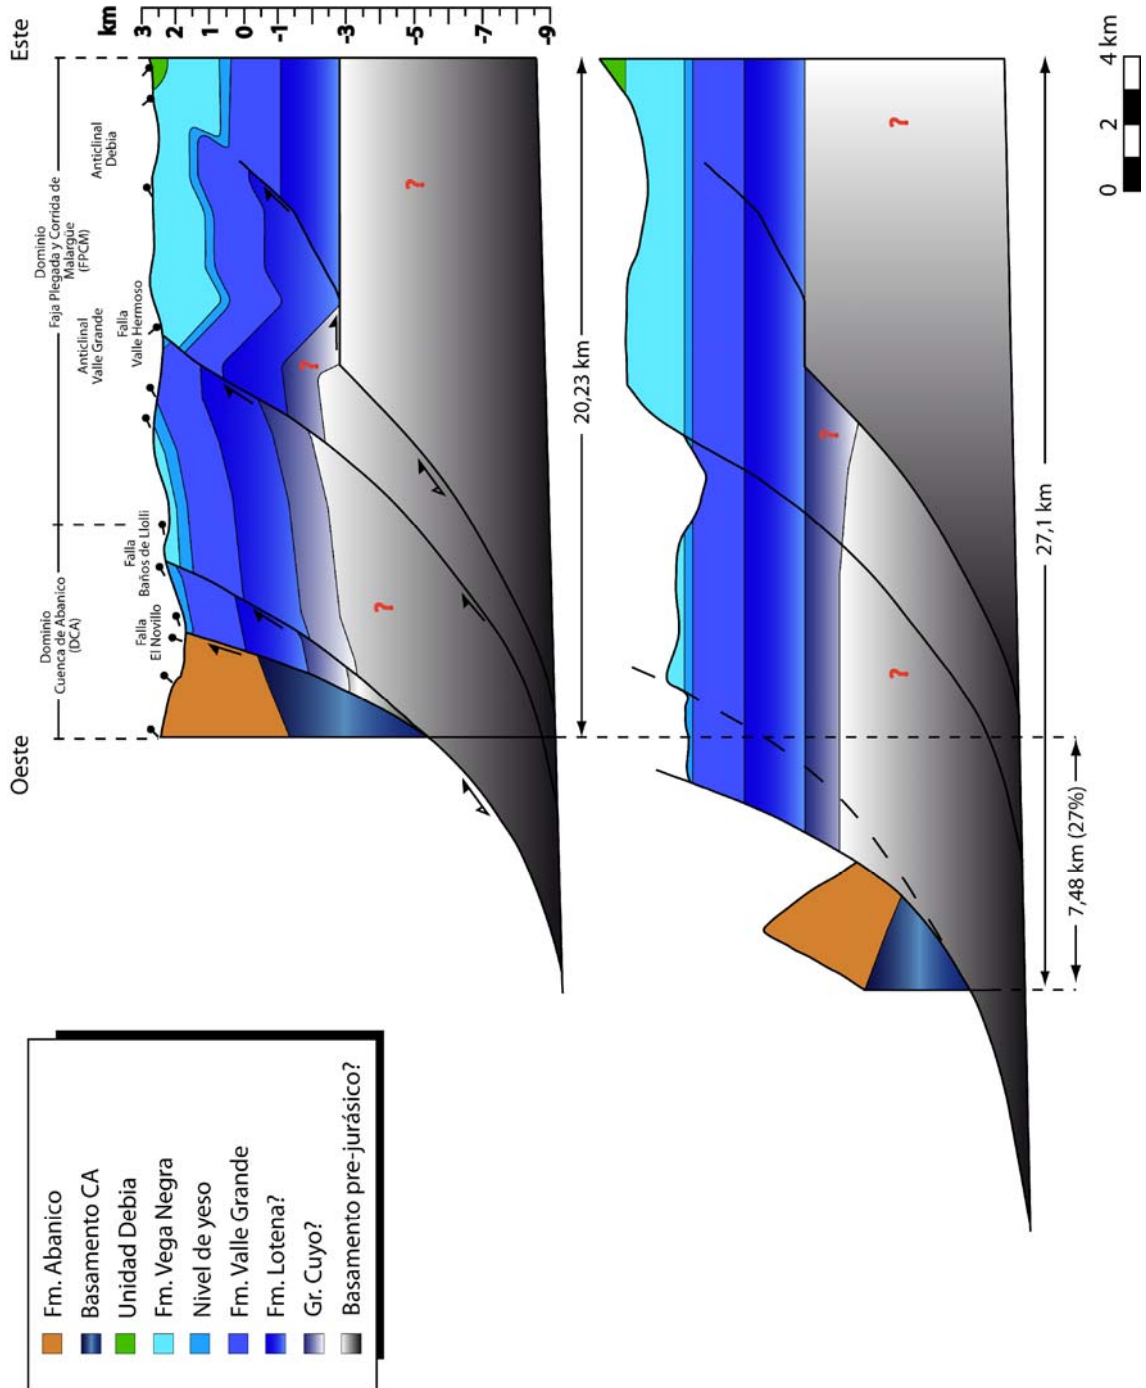 Oeste
Este
Dominio
Cuenca de Abanico
(DCA)
Dominio
Faja Plegada y Corrida de
Malargüe
(FPCM)
Falla
El Novillo
Falla
Baños de Llolli
Anticlinal
Valle Grande
Falla
Valle Hermoso
Anticlinal
Debia
km
3
2
1
0
-1
-3
-5
-7
-9
?
?
?
20,23 km
?
?
?
27,1 km
7,48 km (27%)
0
2
4 km
Fm. Abanico
Basamento CA
Unidad Debia
Fm. Vega Negra
Nivel de yeso
Fm. Valle Grande
Fm. Lotena?
Gr. Cuyo?
Basamento pre-jurásico?